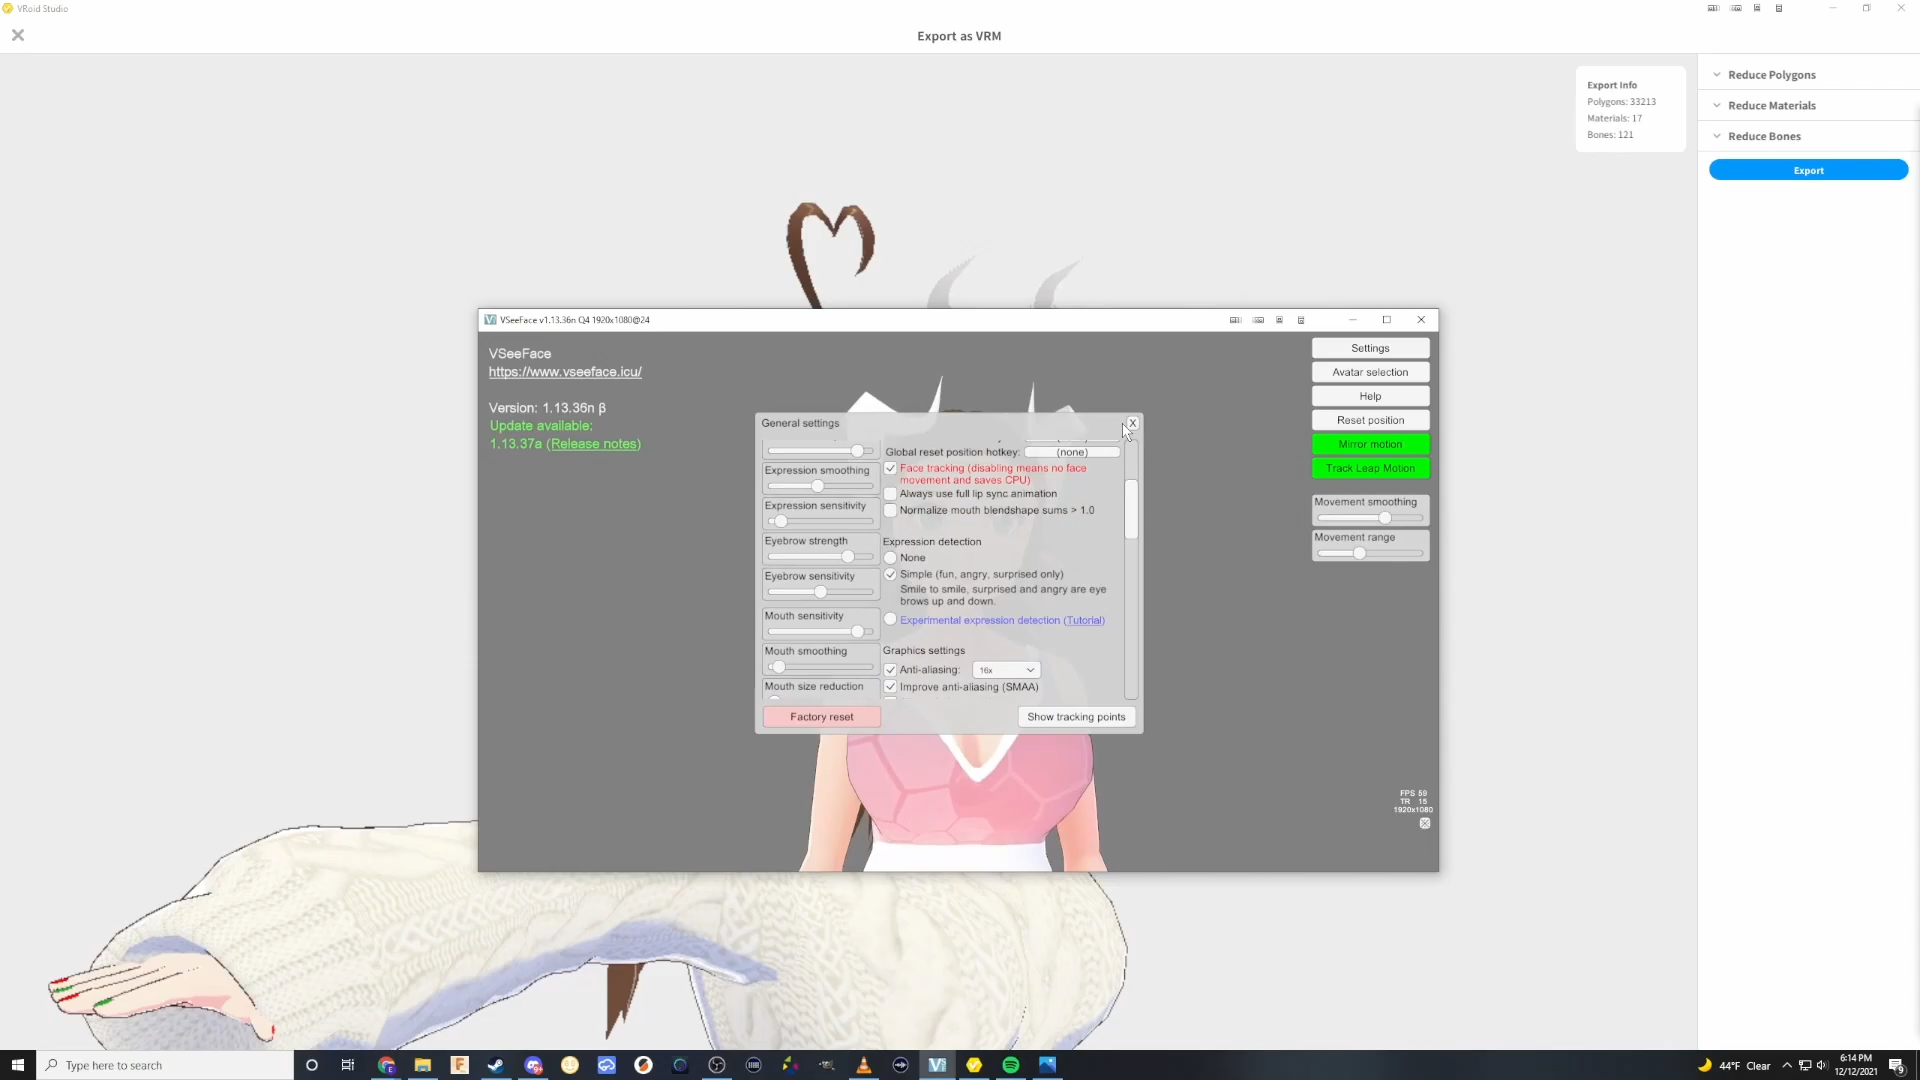 VRoid Studio
Export as VRM
Export Info
Polygons: 33213
Materials: 17
Bones: 121
Reduce Polygons
Reduce Materials
Reduce Bones
Export
VSeeFace v1.13.36n Q4 1920x1080@24
VSeeFace
https://www.vseeface.icu/
Version: 1.13.36n β
Update available:
1.13.37a (Release notes)
Settings
Avatar selection
Help
Reset position
Mirror motion
Track Leap Motion
Movement smoothing
Movement range
General settings
X
Global reset position hotkey:
(none)
Expression smoothing
Expression sensitivity
Eyebrow strength
Eyebrow sensitivity
Mouth sensitivity
Mouth smoothing
Mouth size reduction
Face tracking (disabling means no face
movement and saves CPU)
Always use full lip sync animation
Normalize mouth blendshape sums > 1.0
Expression detection
None
Simple (fun, angry, surprised only)
Smile to smile, surprised and angry are eye
brows up and down.
Experimental expression detection (Tutorial)
Graphics settings
Anti-aliasing:
16x
Improve anti-aliasing (SMAA)
Factory reset
Show tracking points
FPS 59
TR 15
1920x1080
Type here to search
44°F Clear
6:14 PM
12/12/2021